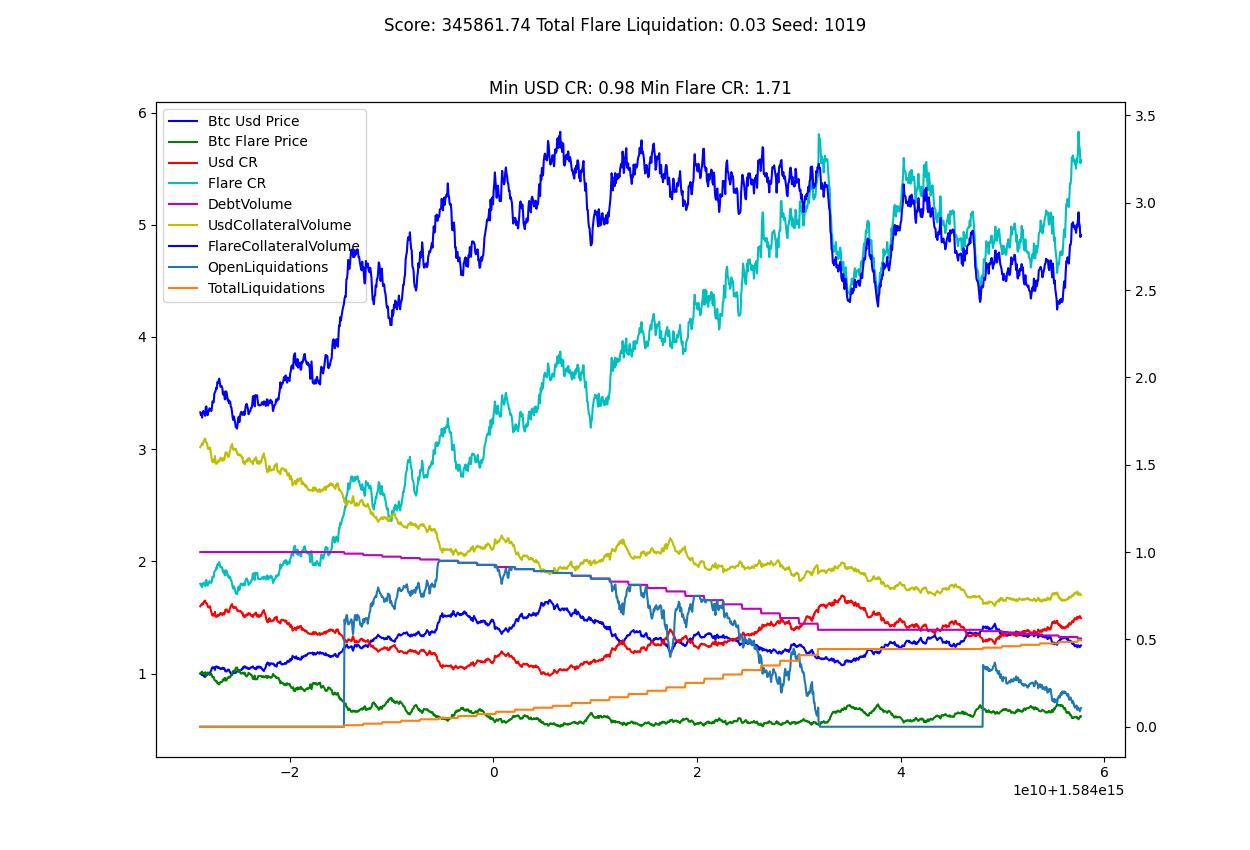 Score: 345861.74 Total Flare Liquidation: 0.03 Seed: 1019
Min USD CR: 0.98 Min Flare CR: 1.71
Btc Usd Price
Btc Flare Price
Usd CR
Flare CR
DebtVolume
UsdCollateralVolume
FlareCollateralVolume
OpenLiquidations
TotalLiquidations
6
5
4
3
2
1
3.5
3.0
2.5
2.0
1.5
1.0
0.5
0.0
−2 0 2 4 6
1e10+1.584e15